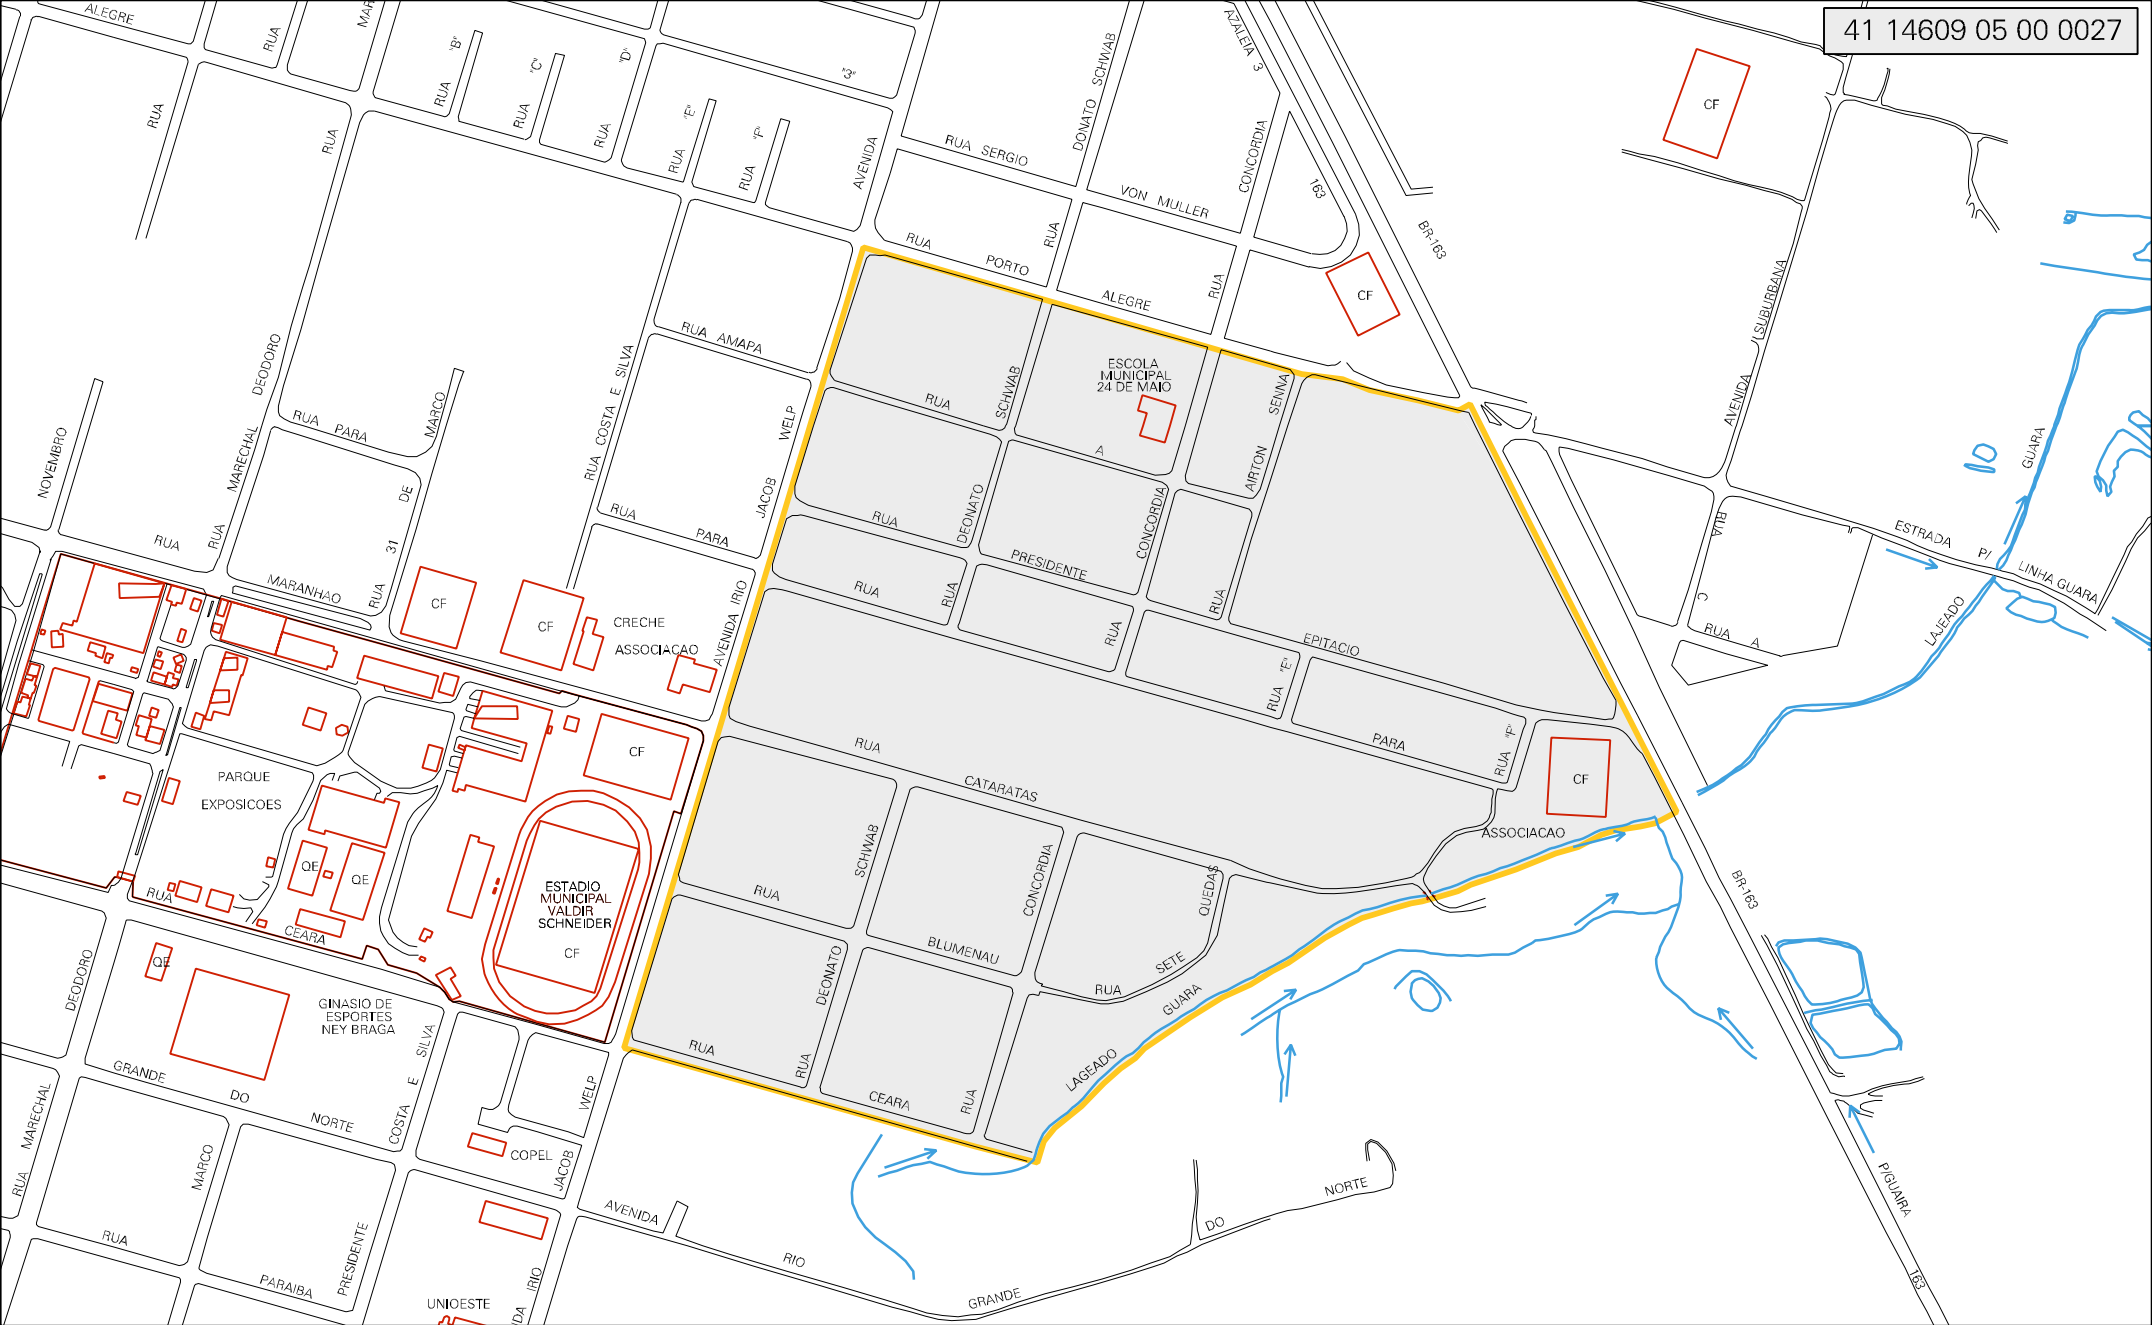 41 14609 05 00 0027
ALEGRE
RUA
MAR
"B"
RUA
"C"
RUA
"D"
RUA
"E"
RUA
"F"
RUA
"3"
AVENIDA
DONATO SCHWAB
AZALEIA 3
RUA SERGIO
VON MULLER
CONCORDIA
163
BR-163
CF
RUA
RUA
RUA
PORTO
ALEGRE
RUA
RUA
CF
AVENIDA SUBURBANA
ESCOLA
MUNICIPAL
24 DE MAIO
RUA AMAPA
RUA COSTA E SILVA
MARECHAL DEODORO
RUA
RUA PARA
MARCO
DE
31
RUA
NOVEMBRO
RUA
MARANHAO
RUA
PARA
AVENIDA IRIO
JACOB
WELP
RUA
A
SCHWAB
DEONATO
RUA
AIRTON
SENNA
RUA
CONCORDIA
RUA
RUA
PRESIDENTE
EPITACIO
RUA
PARA
RUA "E"
RUA "F"
RUA C
RUA A
ESTRADA
P/
LINHA GUARA
GUARA
LAJEADO
CF
CF
CRECHE
ASSOCIACAO
CF
PARQUE
EXPOSICOES
QE
QE
ESTADIO
MUNICIPAL
VALDIR
SCHNEIDER
CF
RUA
CATARATAS
CF
ASSOCIACAO
SCHWAB
DEONATO
RUA
RUA
BLUMENAU
CONCORDIA
RUA
RUA
SETE
QUEDAS
RUA
CEARA
LAGEADO
GUARA
BR-163
RUA
CEARA
QE
DEODORO
MARECHAL
RUA
GINASIO DE
ESPORTES
NEY BRAGA
GRANDE
DO
NORTE
COSTA E SILVA
PRESIDENTE
MARCO
RUA
PARAIBA
WELP
JACOB
IRIO
COPEL
UNIOESTE
AVENIDA
RIO
GRANDE
DO
NORTE
P/GUAIRA
163